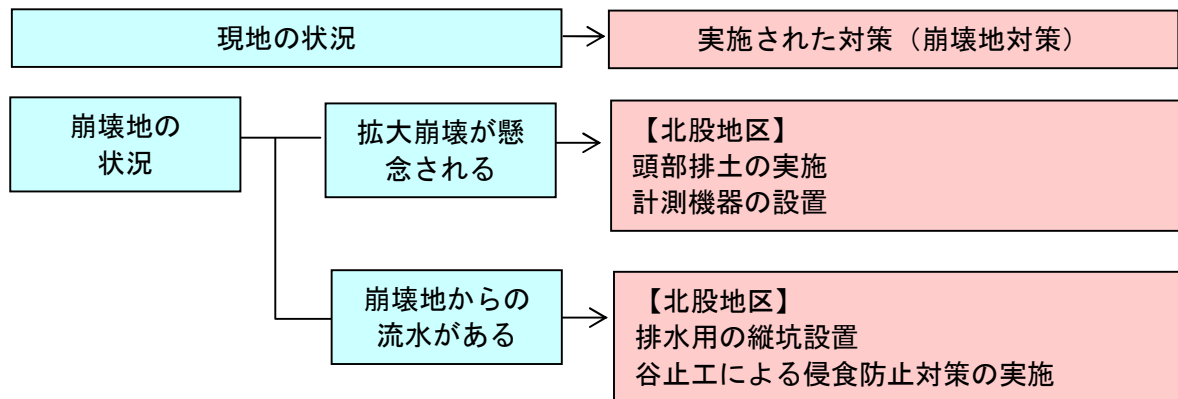 現地の状況
実施された対策（崩壊地対策）
崩壊地の
状況
拡大崩壊が懸
念される
【北股地区】
頭部排土の実施
計測機器の設置
崩壊地からの
流水がある
【北股地区】
排水用の縦坑設置
谷止工による侵食防止対策の実施